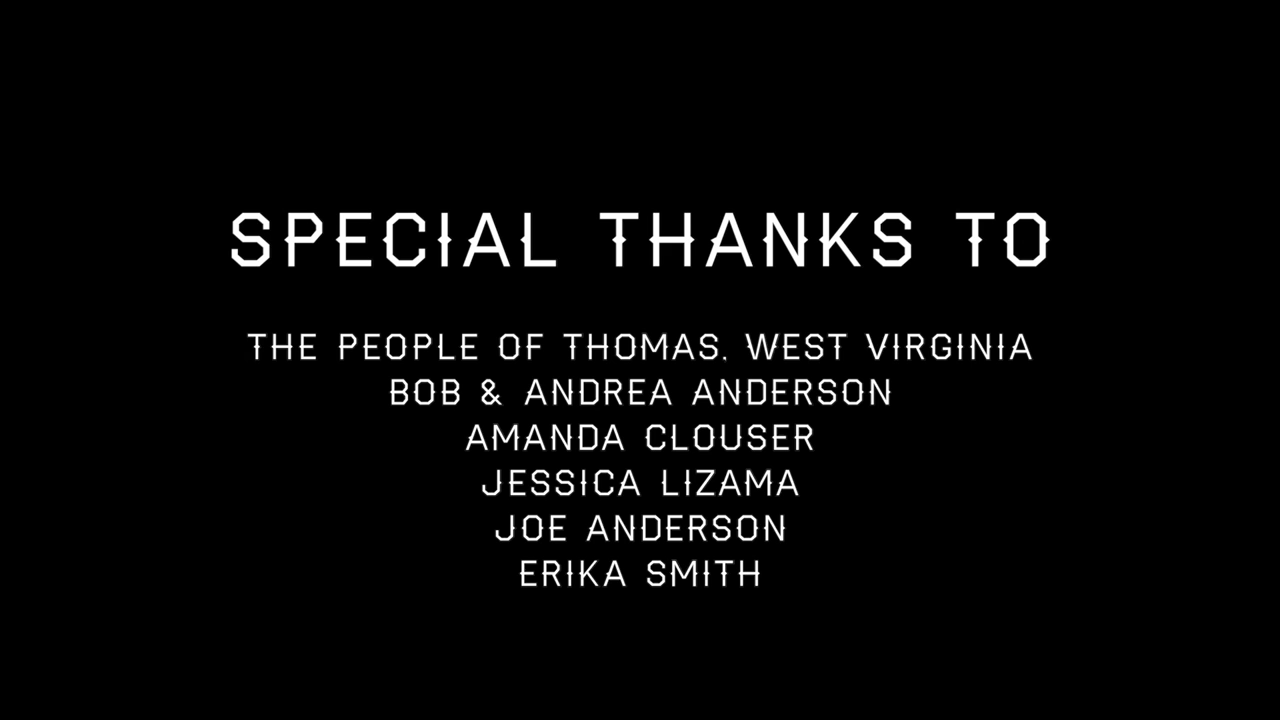 SPECIAL THANKS TO
THE PEOPLE OF THOMAS, WEST VIRGINIA
BOB & ANDREA ANDERSON
AMANDA CLOUSER
JESSICA LIZAMA
JOE ANDERSON
ERIKA SMITH